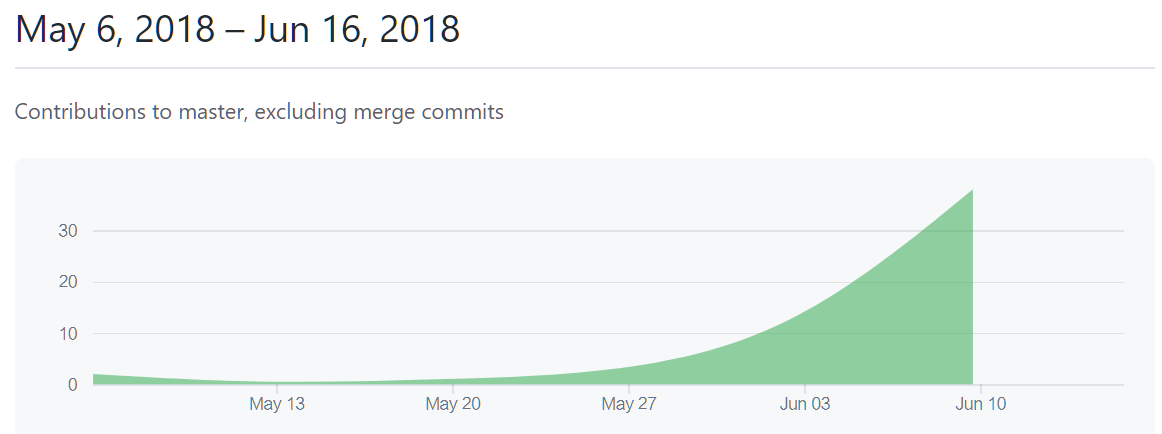 May 6, 2018 – Jun 16, 2018
Contributions to master, excluding merge commits
30
20
10
0
May 13 May 20 May 27 Jun 03 Jun 10